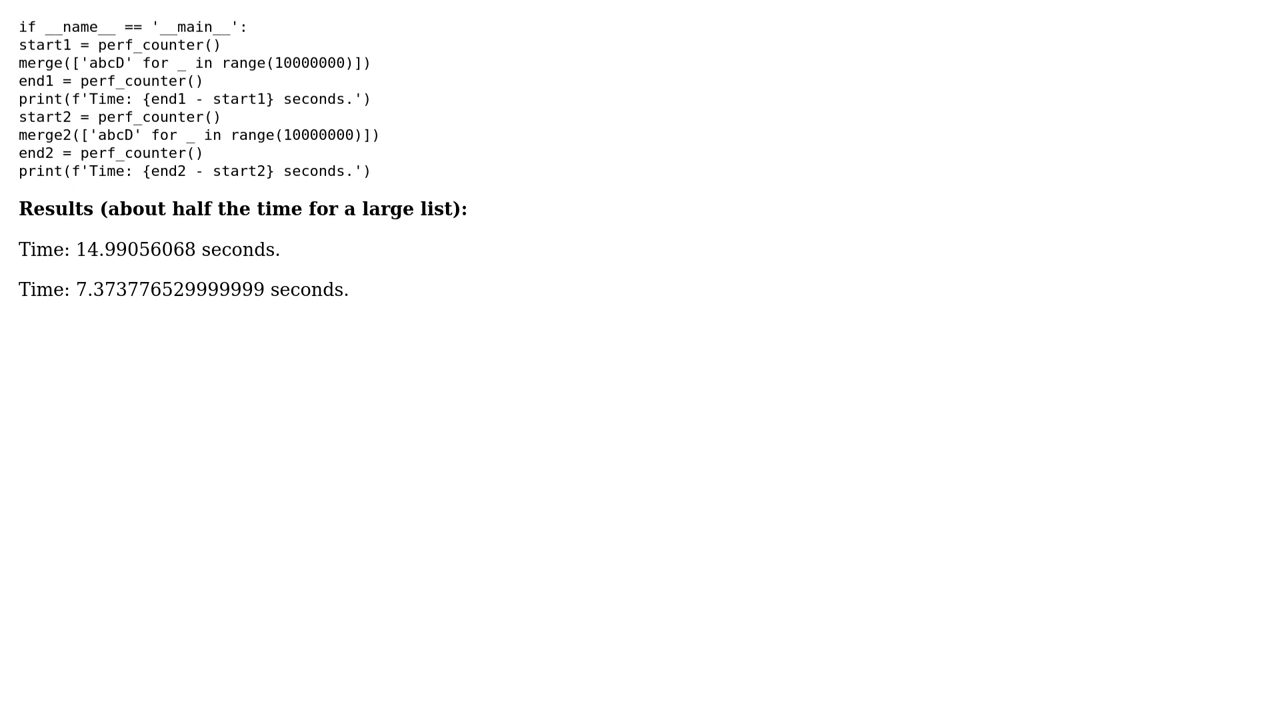 if __name__ == '__main__':
start1 = perf_counter()
merge(['abcD' for _ in range(10000000)])
end1 = perf_counter()
print(f'Time: {end1 - start1} seconds.')
start2 = perf_counter()
merge2(['abcD' for _ in range(10000000)])
end2 = perf_counter()
print(f'Time: {end2 - start2} seconds.')
Results (about half the time for a large list):
Time: 14.99056068 seconds.
Time: 7.373776529999999 seconds.